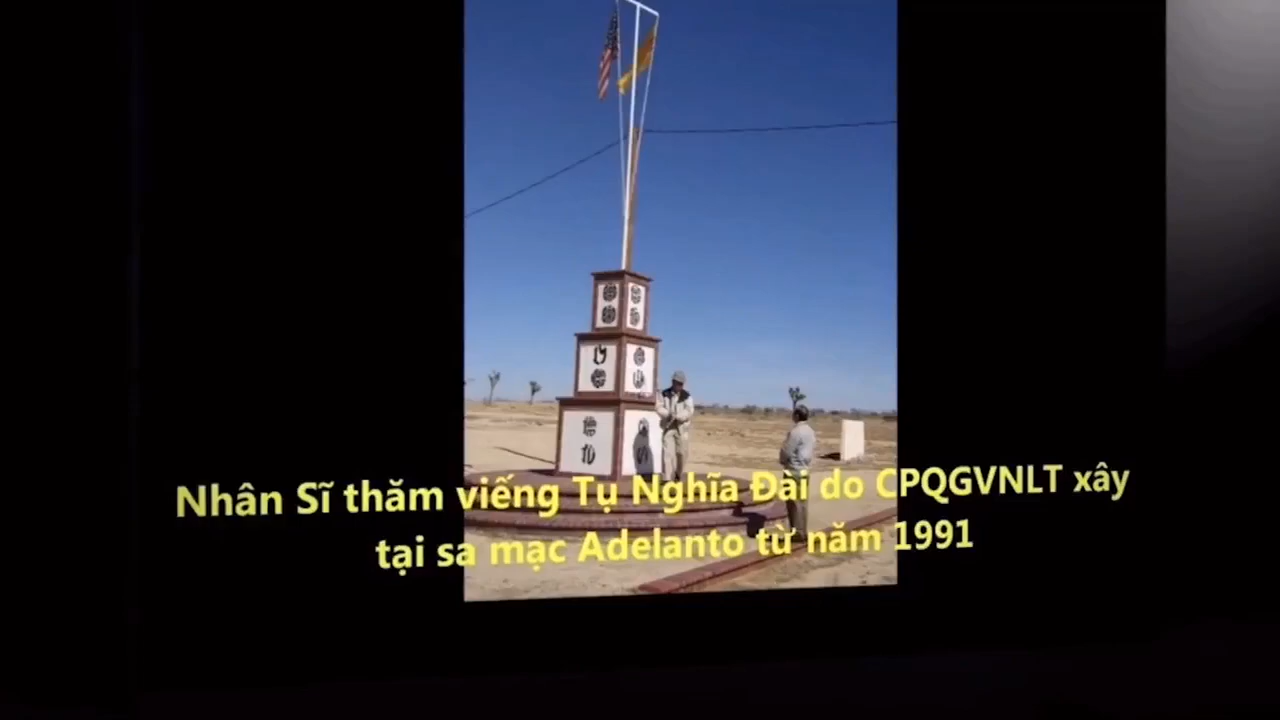 Nhân Sĩ thăm viếng Tụ Nghĩa Đài do CPQGVNLT xây
tại sa mạc Adelanto từ năm 1991